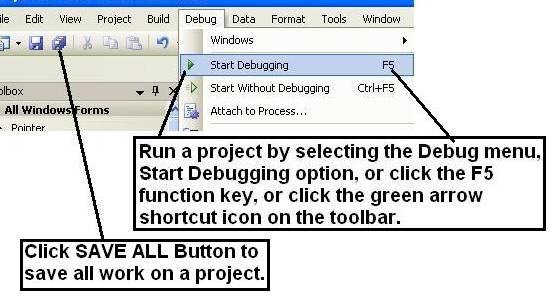 ile Edit View Project Build Debug Data Format Tools Window
Windows
Start Debugging F5
Start Without Debugging Ctrl+F5
Attach to Process...
olbox
All Windows Forms
Pointer
Run a project by selecting the Debug menu,
Start Debugging option, or click the F5
function key, or click the green arrow
shortcut icon on the toolbar.
Click SAVE ALL Button to
save all work on a project.